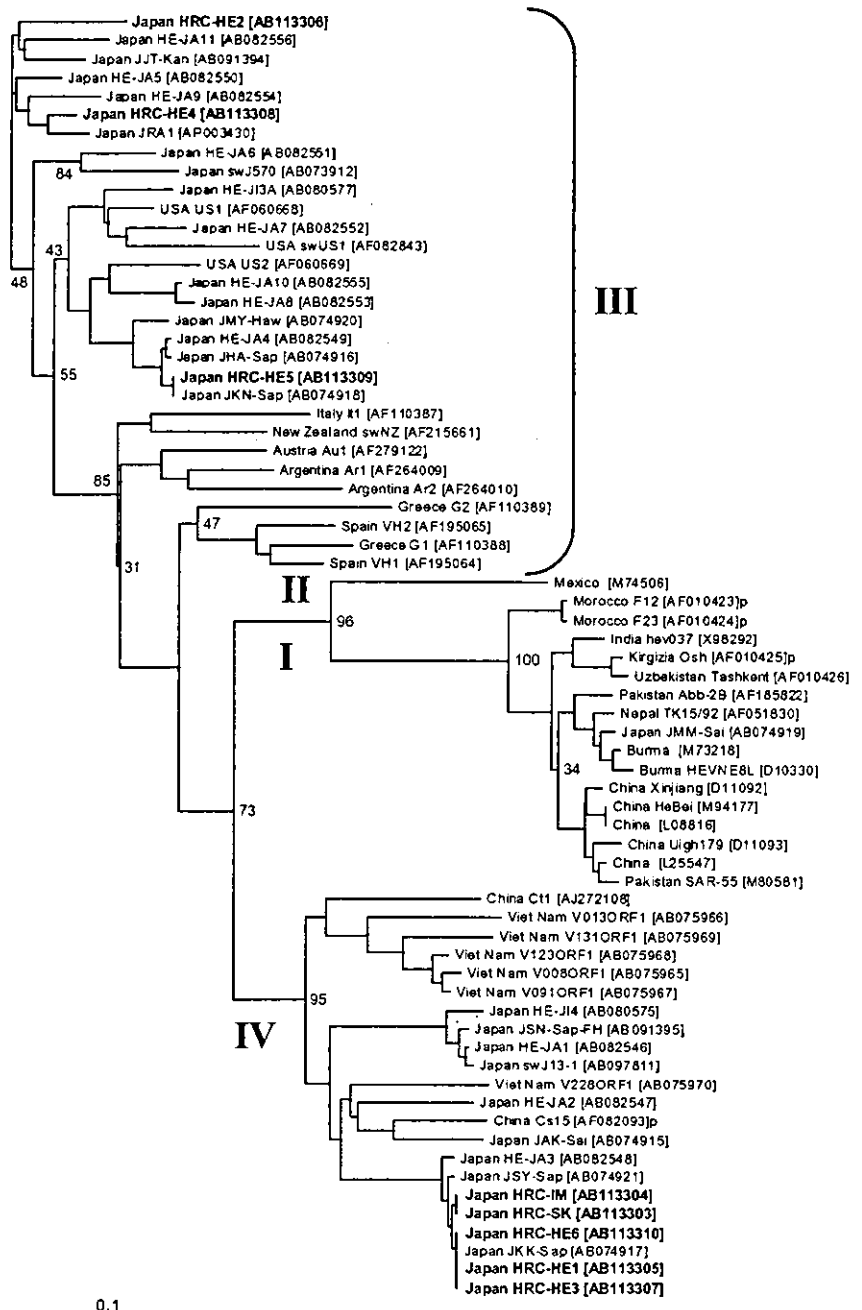 Japan HRC-HE2 [AB113306]
Japan HE-JA11 [AB082556]
Japan JJT-Kan [AB091394]
Japan HE-JA5 [AB082550]
Japan HE-JA9 [AB082554]
Japan HRC-HE4 [AB113308]
Japan JRA1 [AP003430]
Japan HE-JA6 [AB082551]
84
Japan swJ570 [AB073912]
Japan HE-JI3A [AB080577]
USA US1 [AF060668]
Japan HE-JA7 [AB082552]
43
USA swUS1 [AF082843]
USA US2 [AF060669]
48
Japan HE-JA10 [AB082555]
Japan HE-JA8 [AB082553]
III
Japan JMY-Haw [AB074920]
Japan HE-JA4 [AB082549]
Japan JHA-Sap [AB074916]
55
Japan HRC-HE5 [AB113309]
Japan JKN-Sap [AB074918]
Italy It1 [AF110387]
New Zealand swNZ [AF215661]
Austria Au1 [AF279122]
85
Argentina Ar1 [AF264009]
Argentina Ar2 [AF264010]
Greece G2 [AF110389]
47
Spain VH2 [AF195065]
Greece G1 [AF110388]
31
Spain VH1 [AF195064]
II
Mexico [M74506]
Morocco F12 [AF010423]p
96
Morocco F23 [AF010424]p
I
India hev037 [X98292]
100
Kirgizia Osh [AF010425]p
Uzbekistan Tashkent [AF010426]
Pakistan Abb-2B [AF185822]
Nepal TK15/92 [AF051830]
Japan JMM-Sai [AB074919]
Burma [M73218]
34
Burma HEVNE8L [D10330]
China Xinjiang [D11092]
China HeBei [M94177]
73
China [L08816]
China Uigh179 [D11093]
China [L25547]
Pakistan SAR-55 [M80581]
China Ct1 [AJ272108]
Viet Nam V013ORF1 [AB075966]
Viet Nam V131ORF1 [AB075969]
Viet Nam V123ORF1 [AB075968]
Viet Nam V008ORF1 [AB075965]
Viet Nam V091ORF1 [AB075967]
95
Japan HE-JI4 [AB080575]
IV
Japan JSN-Sap-FH [AB091395]
Japan HE-JA1 [AB082546]
Japan swJ13-1 [AB097811]
Viet Nam V228ORF1 [AB075970]
Japan HE-JA2 [AB082547]
China Cs15 [AF082093]p
Japan JAK-Sai [AB074915]
Japan HE-JA3 [AB082548]
Japan JSY-Sap [AB074921]
Japan HRC-IM [AB113304]
Japan HRC-SK [AB113303]
Japan HRC-HE6 [AB113310]
Japan JKK-Sap [AB074917]
Japan HRC-HE1 [AB113305]
Japan HRC-HE3 [AB113307]
0.1